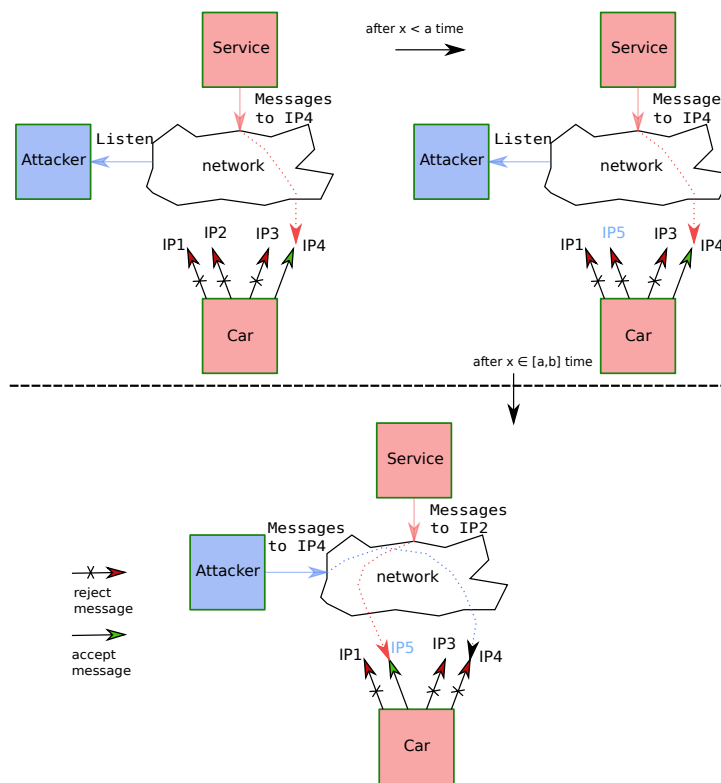 Service
after x < a time
Service
Messages
to IP4
Messages
to IP4
Attacker
Listen
network
Attacker
Listen
network
IP1
IP2
IP3
IP4
IP1
IP5
IP3
IP4
Car
Car
after x ∈ [a,b] time
Service
Messages
to IP2
Messages
to IP4
Attacker
network
reject
message
accept
message
IP1
IP5
IP3
IP4
Car